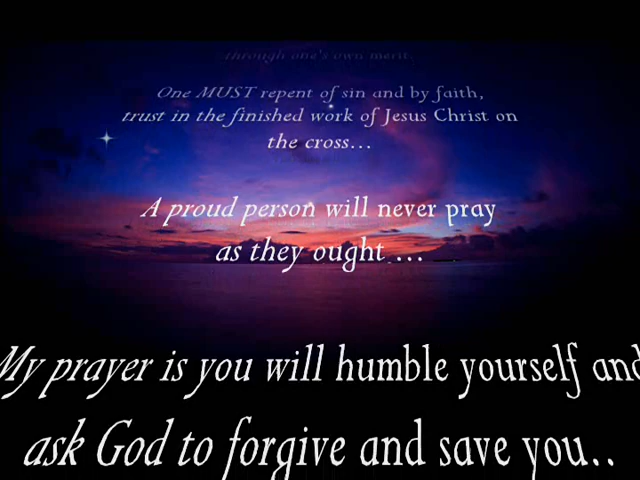 through one's own merit.
One MUST repent of sin and by faith,
trust in the finished work of Jesus Christ on
the cross...
A proud person will never pray
as they ought ...
My prayer is you will humble yourself and
ask God to forgive and save you..